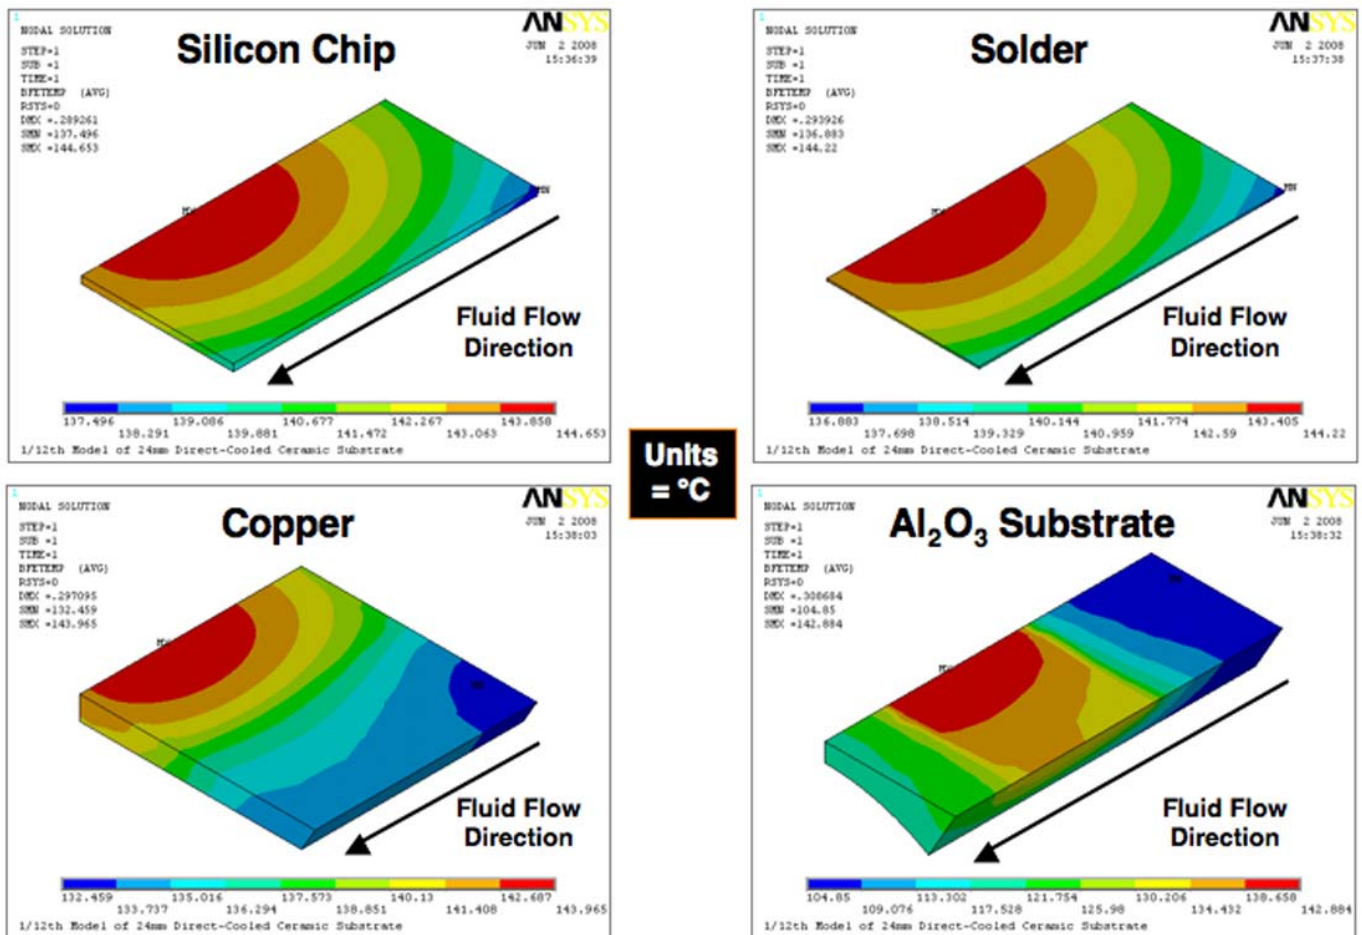 1
NODAL SOLUTION
STEP=1
SUB =1
TIME=1
BFETEMP (AVG)
RSYS=0
DMX =.289261
SMN =137.496
SMX =144.653
Silicon Chip
ANSYS
JUN 2 2008
15:36:39
MX
MN
Fluid Flow
Direction
137.496 139.086 140.677 142.267 143.858
138.291 139.881 141.472 143.063 144.653
1/12th Model of 24mm Direct-Cooled Ceramic Substrate
1
NODAL SOLUTION
STEP=1
SUB =1
TIME=1
BFETEMP (AVG)
RSYS=0
DMX =.293926
SMN =136.883
SMX =144.22
Solder
ANSYS
JUN 2 2008
15:37:38
MX
MN
Fluid Flow
Direction
136.883 138.514 140.144 141.774 143.405
137.698 139.329 140.959 142.59 144.22
1/12th Model of 24mm Direct-Cooled Ceramic Substrate
Units
= °C
1
NODAL SOLUTION
STEP=1
SUB =1
TIME=1
BFETEMP (AVG)
RSYS=0
DMX =.297095
SMN =132.459
SMX =143.965
Copper
ANSYS
JUN 2 2008
15:38:03
MX
MN
Fluid Flow
Direction
132.459 135.016 137.573 140.13 142.687
133.737 136.294 138.851 141.408 143.965
1/12th Model of 24mm Direct-Cooled Ceramic Substrate
1
NODAL SOLUTION
STEP=1
SUB =1
TIME=1
BFETEMP (AVG)
RSYS=0
DMX =.308684
SMN =104.85
SMX =142.884
Al₂O₃ Substrate
ANSYS
JUN 2 2008
15:38:32
MX
MN
Fluid Flow
Direction
104.85 113.302 121.754 130.206 138.658
109.076 117.528 125.98 134.432 142.884
1/12th Model of 24mm Direct-Cooled Ceramic Substrate